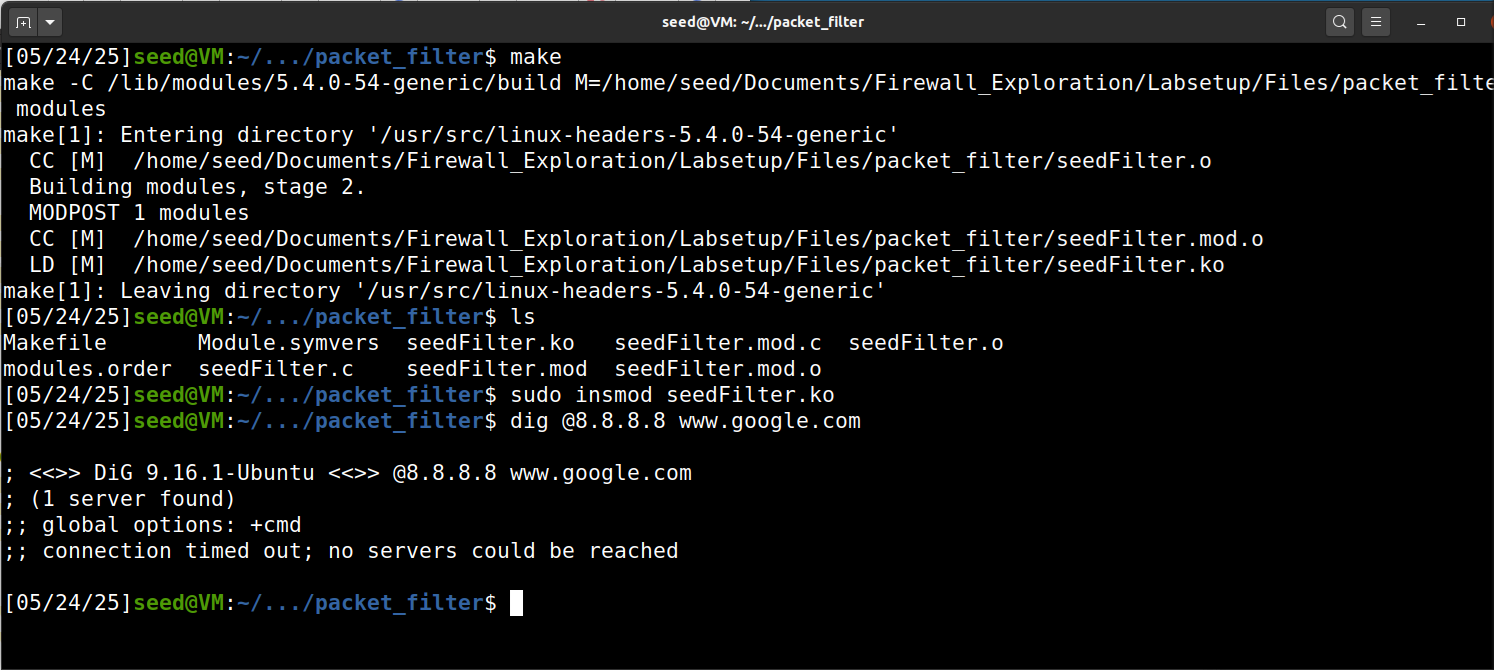 seed@VM: ~/.../packet_filter
[05/24/25]seed@VM:~/.../packet_filter$ make
make -C /lib/modules/5.4.0-54-generic/build M=/home/seed/Documents/Firewall_Exploration/Labsetup/Files/packet_filte
 modules
make[1]: Entering directory '/usr/src/linux-headers-5.4.0-54-generic'
  CC [M]  /home/seed/Documents/Firewall_Exploration/Labsetup/Files/packet_filter/seedFilter.o
  Building modules, stage 2.
  MODPOST 1 modules
  CC [M]  /home/seed/Documents/Firewall_Exploration/Labsetup/Files/packet_filter/seedFilter.mod.o
  LD [M]  /home/seed/Documents/Firewall_Exploration/Labsetup/Files/packet_filter/seedFilter.ko
make[1]: Leaving directory '/usr/src/linux-headers-5.4.0-54-generic'
[05/24/25]seed@VM:~/.../packet_filter$ ls
Makefile       Module.symvers  seedFilter.ko   seedFilter.mod.c  seedFilter.o
modules.order  seedFilter.c    seedFilter.mod  seedFilter.mod.o
[05/24/25]seed@VM:~/.../packet_filter$ sudo insmod seedFilter.ko
[05/24/25]seed@VM:~/.../packet_filter$ dig @8.8.8.8 www.google.com

; <<>> DiG 9.16.1-Ubuntu <<>> @8.8.8.8 www.google.com
; (1 server found)
;; global options: +cmd
;; connection timed out; no servers could be reached

[05/24/25]seed@VM:~/.../packet_filter$